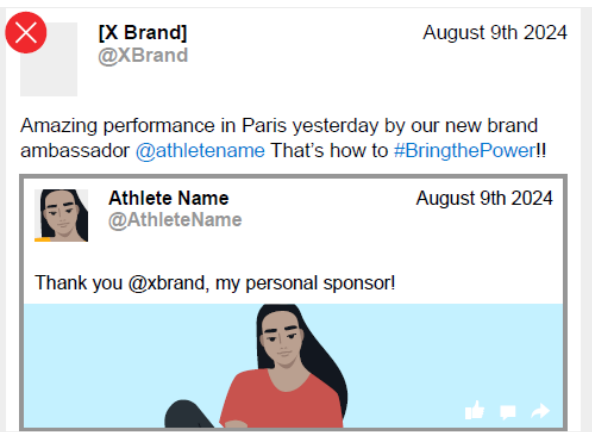 [X Brand] August 9th 2024
@XBrand
Amazing performance in Paris yesterday by our new brand
ambassador @athletename That's how to #BringthePower!!
Athlete Name August 9th 2024
@AthleteName
Thank you @xbrand, my personal sponsor!